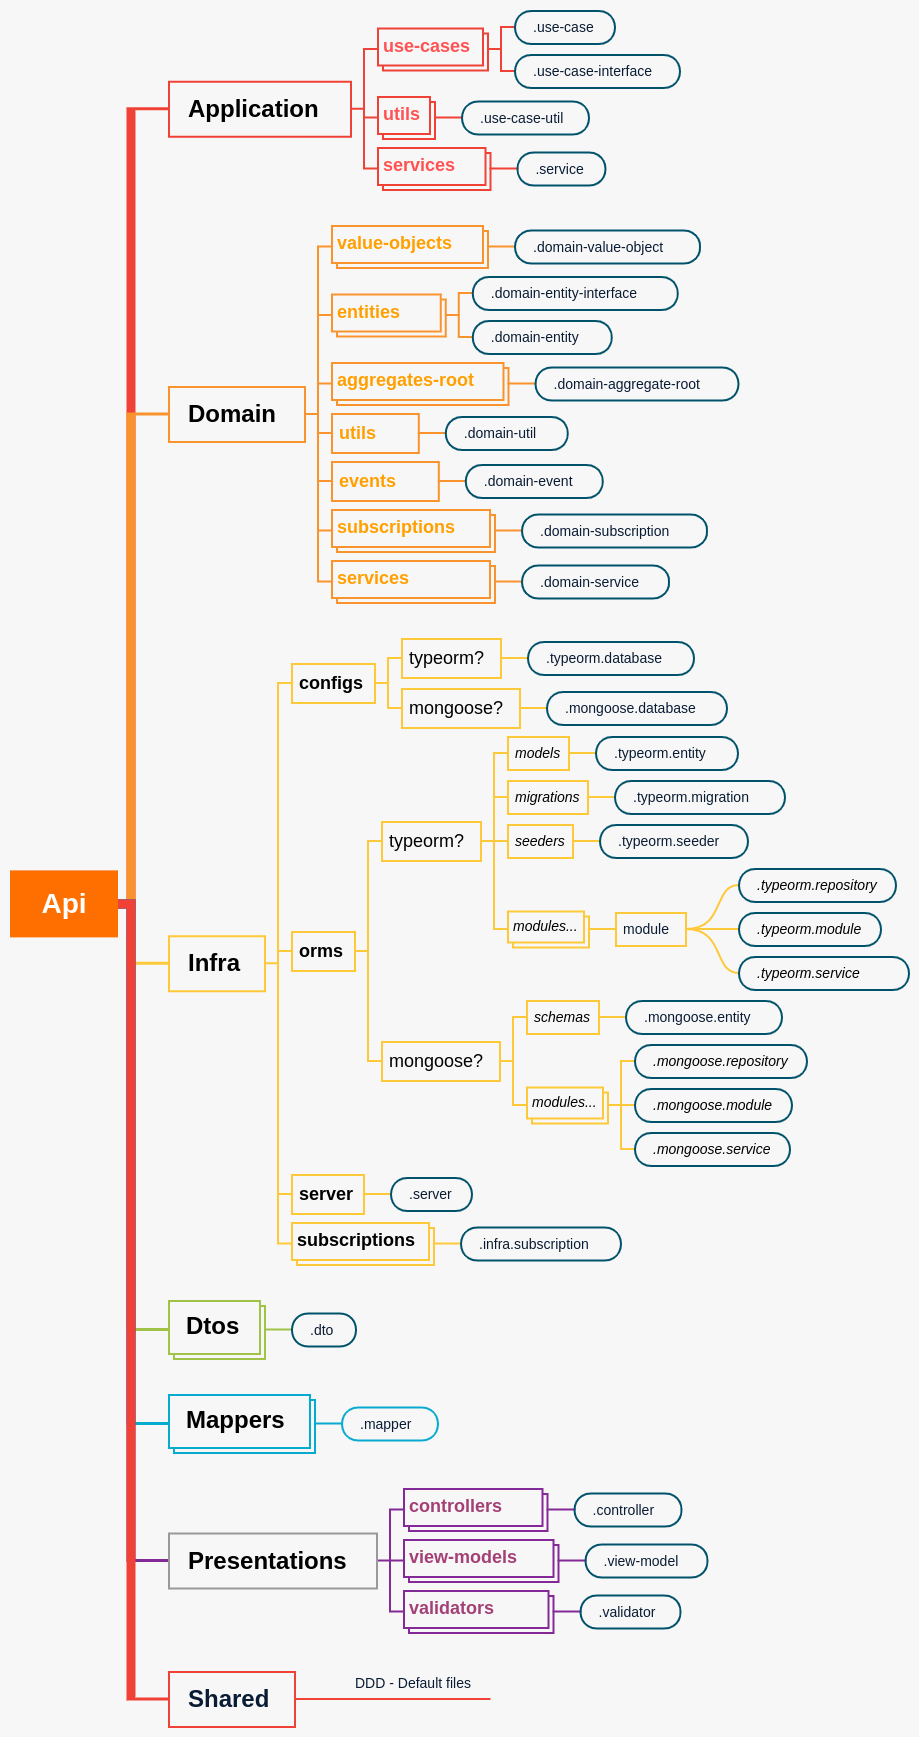 Api
Application
use-cases
.use-case
.use-case-interface
utils
.use-case-util
services
.service
Domain
value-objects
.domain-value-object
entities
.domain-entity-interface
.domain-entity
aggregates-root
.domain-aggregate-root
utils
.domain-util
events
.domain-event
subscriptions
.domain-subscription
services
.domain-service
Infra
configs
typeorm?
.typeorm.database
mongoose?
.mongoose.database
orms
typeorm?
models
.typeorm.entity
migrations
.typeorm.migration
seeders
.typeorm.seeder
modules...
module
.typeorm.repository
.typeorm.module
.typeorm.service
mongoose?
schemas
.mongoose.entity
modules...
.mongoose.repository
.mongoose.module
.mongoose.service
server
.server
subscriptions
.infra.subscription
Dtos
.dto
Mappers
.mapper
Presentations
controllers
.controller
view-models
.view-model
validators
.validator
Shared
DDD - Default files